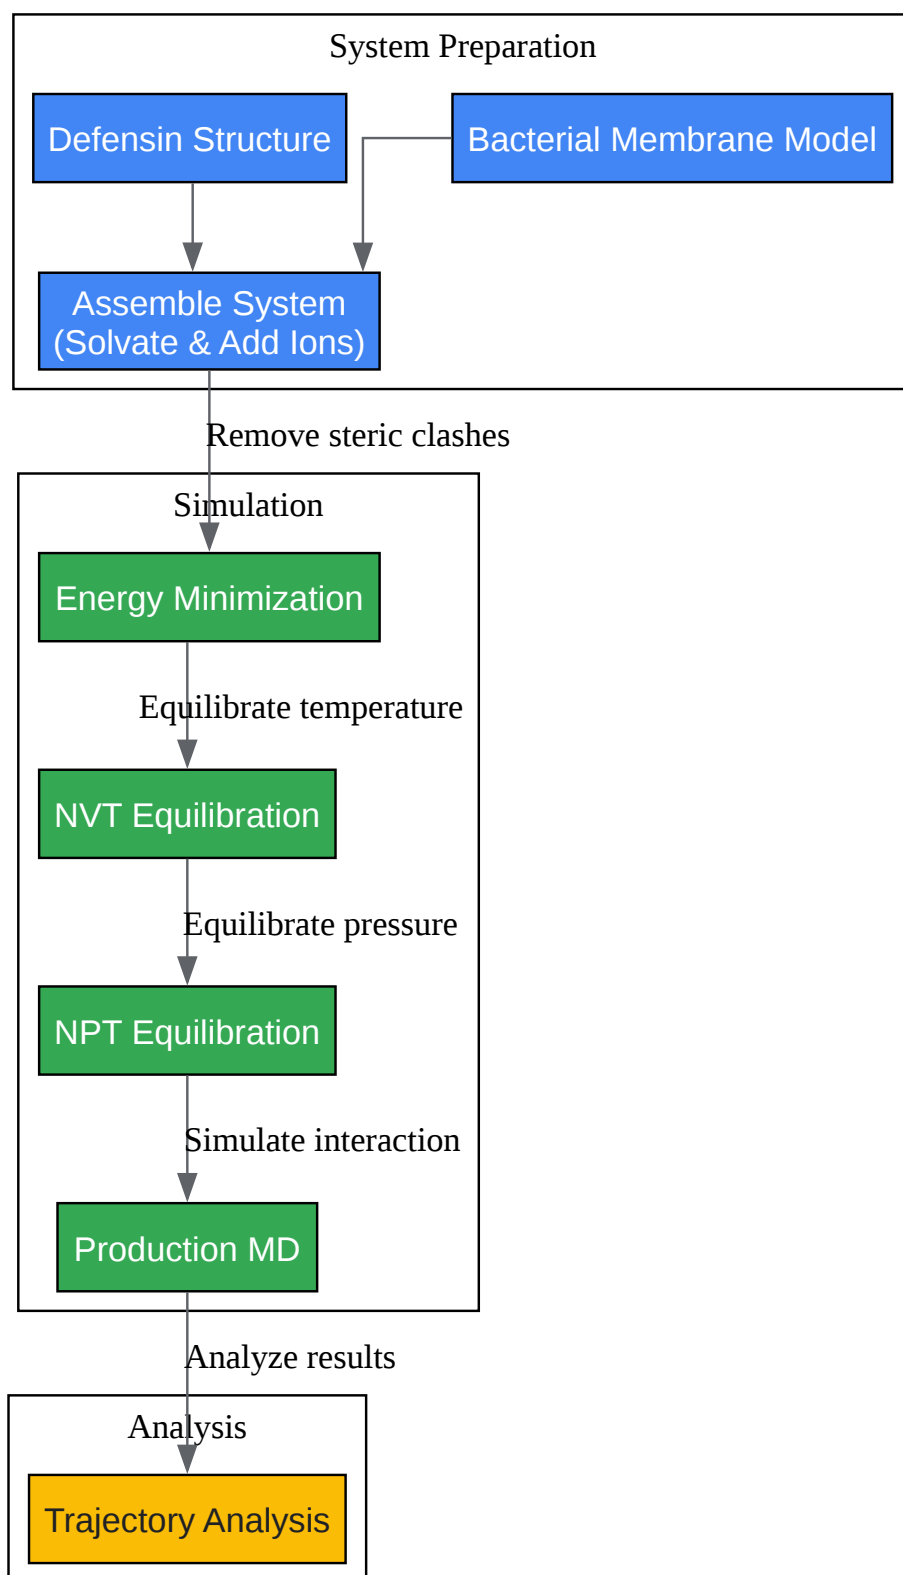 System Preparation
Defensin Structure
Bacterial Membrane Model
Assemble System
(Solvate & Add Ions)
Remove steric clashes
Simulation
Energy Minimization
Equilibrate temperature
NVT Equilibration
Equilibrate pressure
NPT Equilibration
Simulate interaction
Production MD
Analyze results
Analysis
Trajectory Analysis